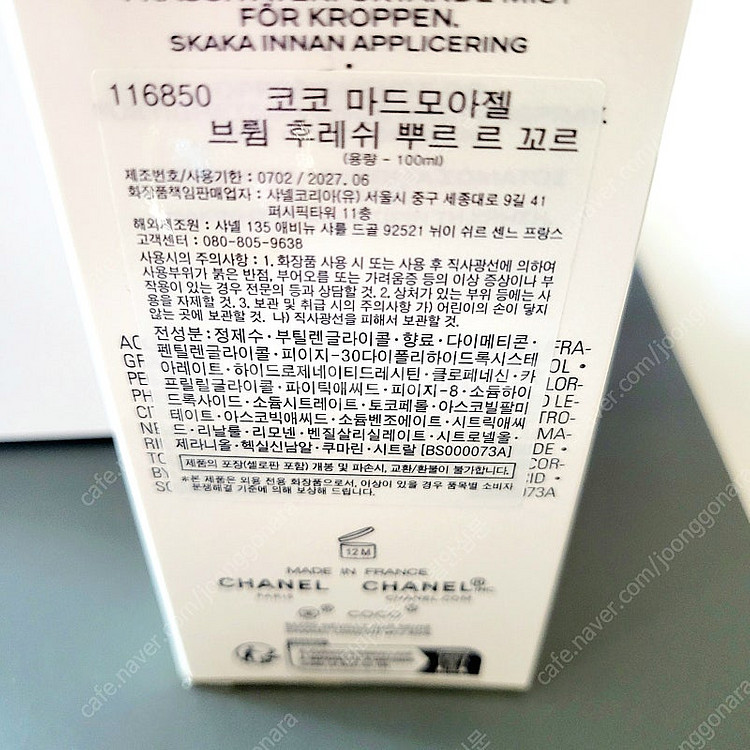 FÖR KROPPEN.
SKAKA INNAN APPLICERING
116850 코코 마드모아젤
브륌 후레쉬 뿌르 르 꼬르
(용량 - 100ml)
제조번호/사용기한 : 0702 / 2027. 06
화장품책임판매업자 : 샤넬코리아(유) 서울시 중구 세종대로 9길 41
퍼시픽타워 11층
해외제조원 : 샤넬 135 애비뉴 샤를 드골 92521 뉘이 쉬르 센느 프랑스
고객센터 : 080-805-9638
사용시의 주의사항 : 1. 화장품 사용 시 또는 사용 후 직사광선에 의하여
사용부위가 붉은 반점, 부어오름 또는 가려움증 등의 이상 증상이나 부
작용이 있는 경우 전문의 등과 상담할 것. 2. 상처가 있는 부위 등에는 사
용을 자제할 것. 3. 보관 및 취급 시의 주의사항 가) 어린이의 손이 닿지
않는 곳에 보관할 것. 나) 직사광선을 피해서 보관할 것.
전성분 : 정제수 · 부틸렌글라이콜 · 향료 · 다이메티콘 ·
펜틸렌글라이콜 · 피이지-30다이폴리하이드록시스테
아레이트 · 하이드로제네이티드레시틴 · 클로페네신 · 카
프릴릴글라이콜 · 파이틱애씨드 · 피이지-8 · 소듐하이
드록사이드 · 소듐시트레이트 · 토코페롤 · 아스코빌팔미
테이트 · 아스코빅애씨드 · 소듐벤조에이트 · 시트릭애씨
드 · 리날룰 · 리모넨 · 벤질살리실레이트 · 시트로넬올 ·
제라니올 · 헥실신남알 · 쿠마린 · 시트랄 [BS000073A]
제품의 포장(셀로판 포함) 개봉 및 파손시, 교환/환불이 불가합니다.
*본 제품은 외용 전용 화장품으로서, 이상이 있을 경우 품목별 소비자
분쟁해결 기준에 의해 보상해 드립니다.
12 M
MADE IN FRANCE
CHANEL CHANEL® INC.
PARIS CHANEL.COM
COCO
cafe.naver.com/joonggonara